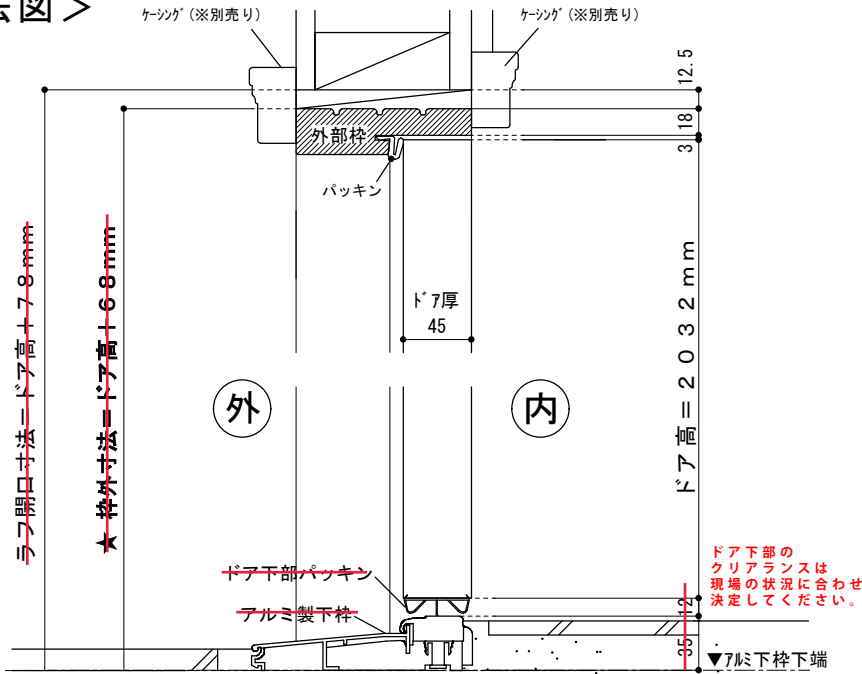 法図＞
ｹｰｼﾝｸﾞ(※別売り)
ｹｰｼﾝｸﾞ(※別売り)
12.5
18
3
外部枠
パッキン
ラフ開口寸法＝ドア高＋78mm
★枠外寸法＝ドア高＋68mm
ﾄﾞｱ厚
45
外
内
ドア高＝2032mm
ドア下部パッキン
アルミ製下枠
ドア下部の
クリアランスは
現場の状況に合わせ
決定してください。
12
35
▼ｱﾙﾐ下枠下端